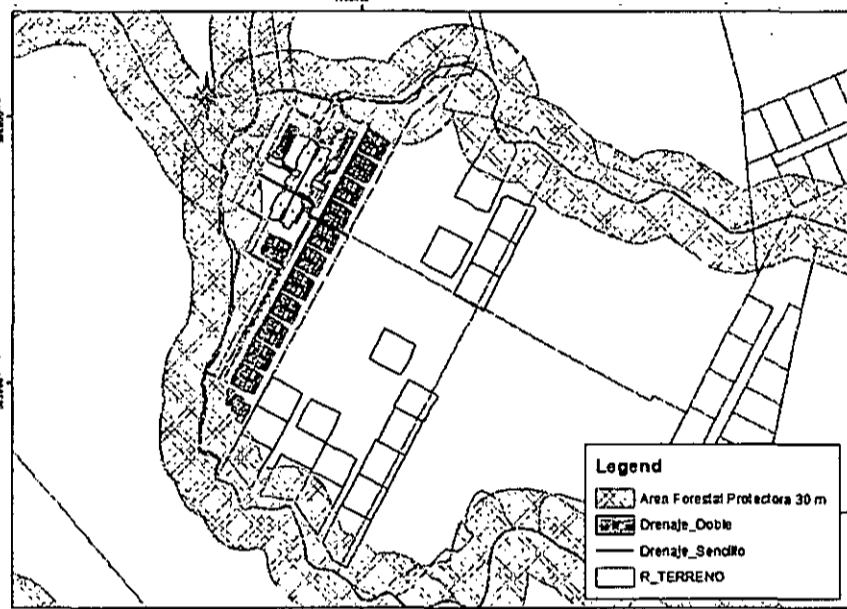 Legend
Area Forestal Protectora 30 m
Drenaje_Doble
Drenaje_Sencillo
R_TERRENO